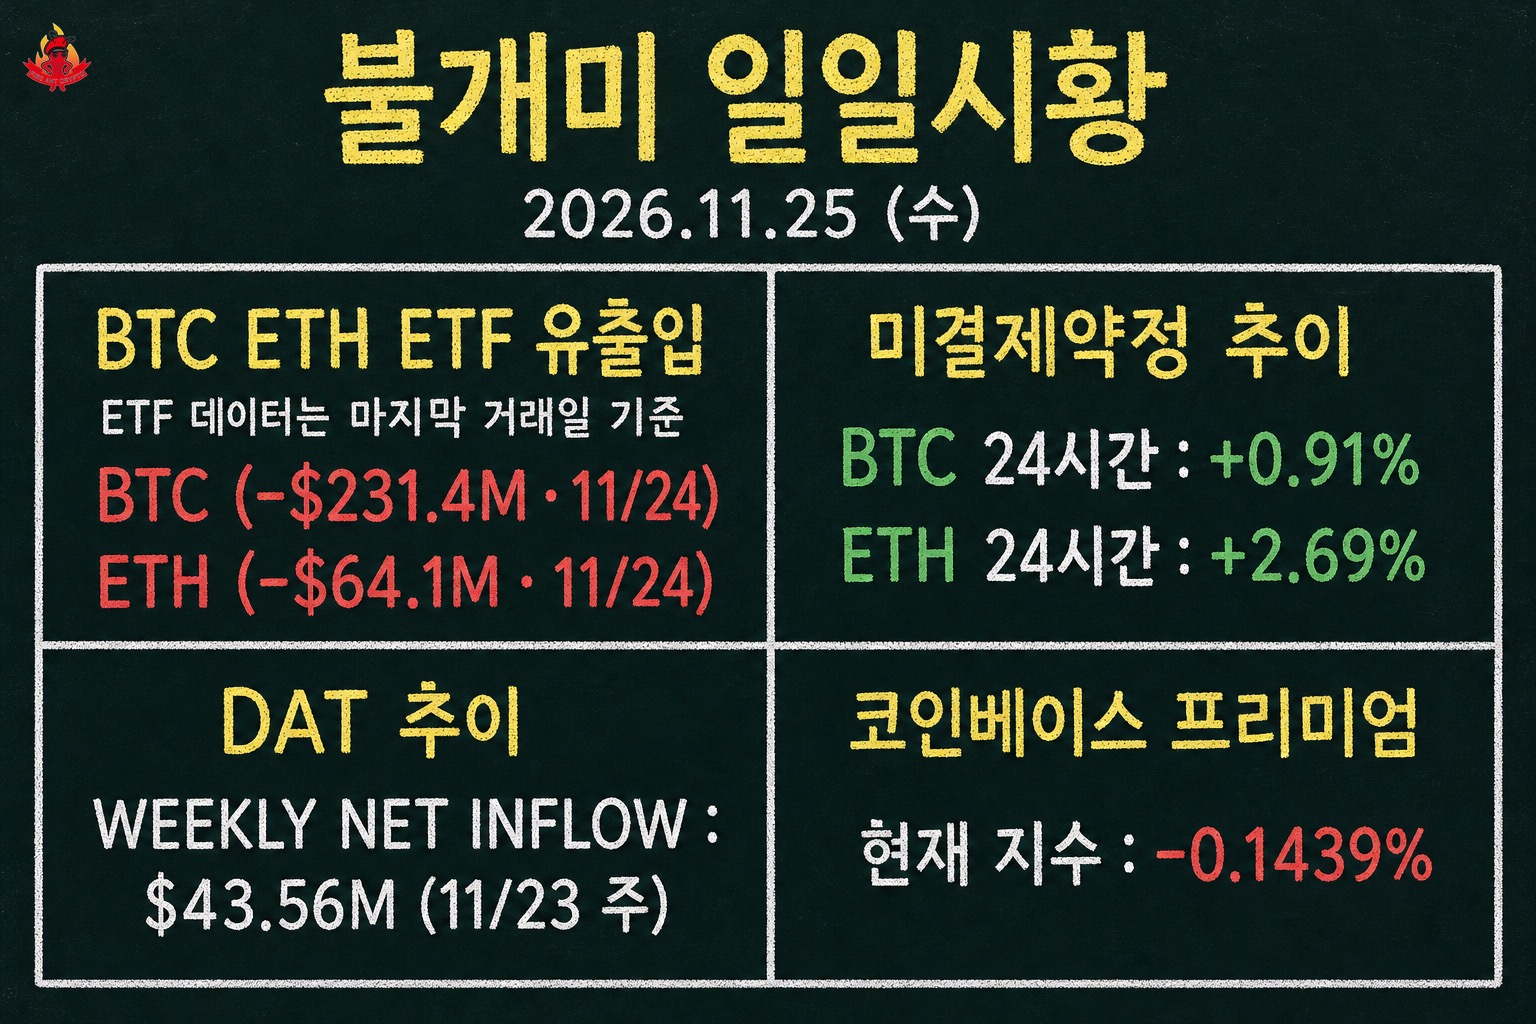 불개미 일일시황
2026.11.25 (수)
BTC ETH ETF 유출입
ETF 데이터는 마지막 거래일 기준
BTC (-$231.4M · 11/24)
ETH (-$64.1M · 11/24)
미결제약정 추이
BTC 24시간 : +0.91%
ETH 24시간 : +2.69%
DAT 추이
WEEKLY NET INFLOW :
$43.56M (11/23 주)
코인베이스 프리미엄
현재 지수 : -0.1439%